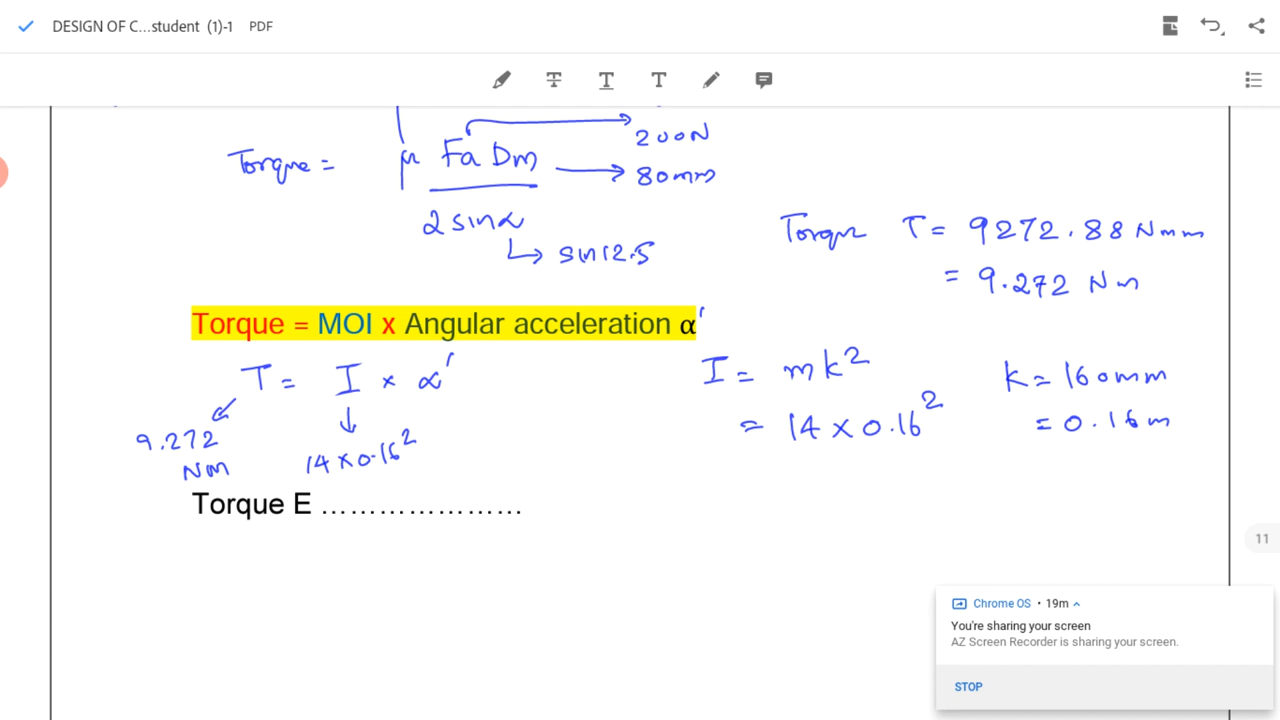 DESIGN OF C...student (1)-1 PDF
Torque = μ Fa Dm → 200N
→ 80mm
2 sinα
↳ sin12.5
Torque T = 9272.88 Nmm
= 9.272 Nm
Torque = MOI x Angular acceleration α'
T = I × α'
9.272 Nm
14 × 0.16²
I = mk²
= 14 × 0.16²
k = 160mm
= 0.16m
Torque E .....................
11
Chrome OS • 19m
You're sharing your screen
AZ Screen Recorder is sharing your screen.
STOP